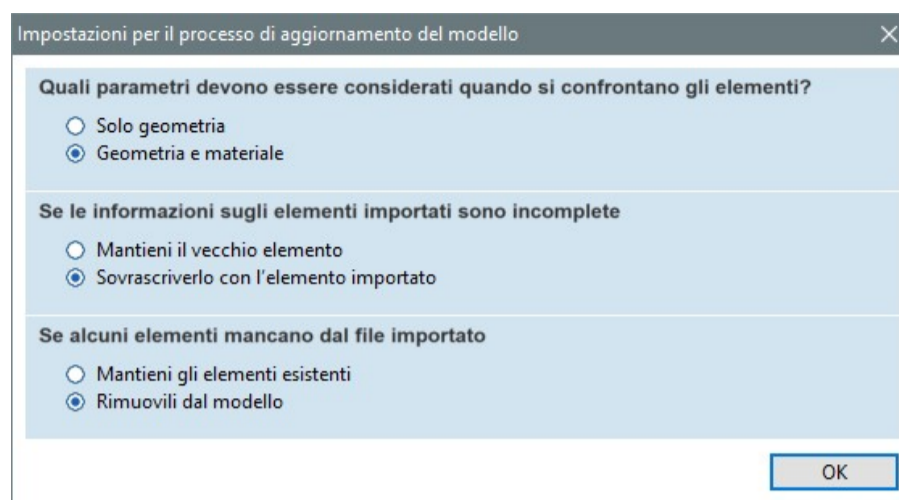 Impostazioni per il processo di aggiornamento del modello
Quali parametri devono essere considerati quando si confrontano gli elementi?
Solo geometria
Geometria e materiale
Se le informazioni sugli elementi importati sono incomplete
Mantieni il vecchio elemento
Sovrascriverlo con l'elemento importato
Se alcuni elementi mancano dal file importato
Mantieni gli elementi esistenti
Rimuovili dal modello
OK